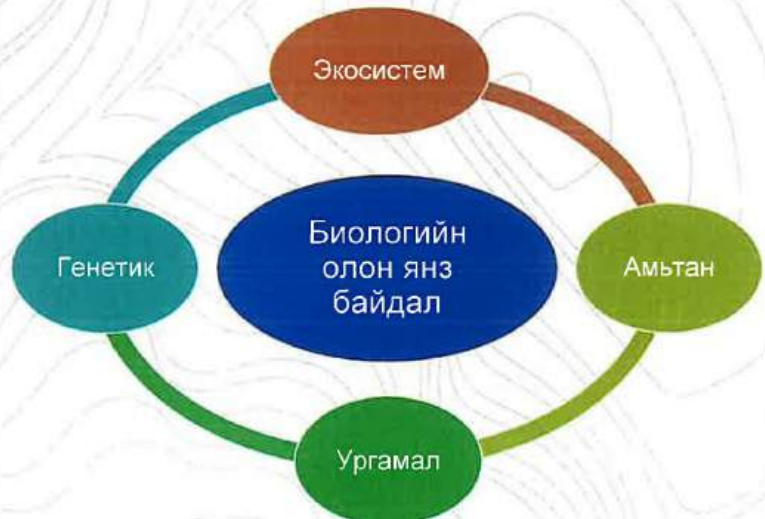 Экосистем
Генетик
Биологийн
олон янз
байдал
Амьтан
Ургамал